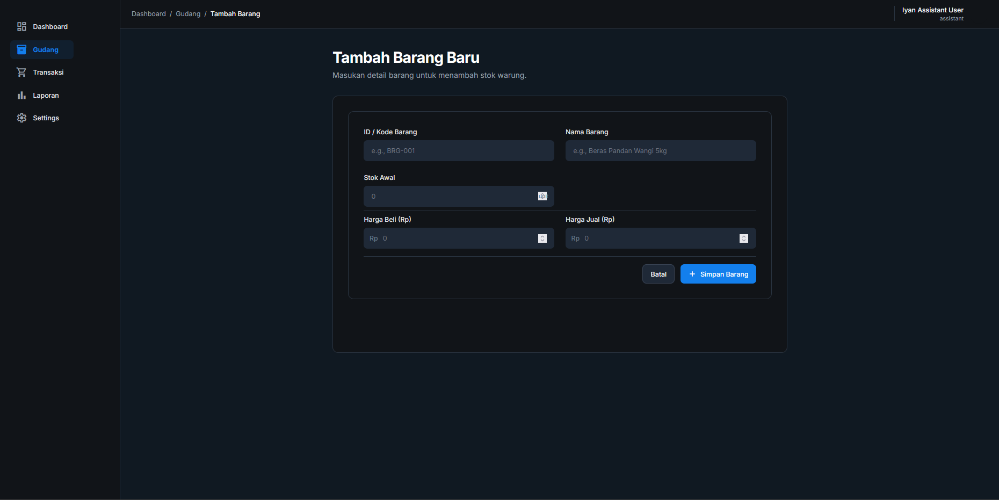 Dashboard
Gudang
Transaksi
Laporan
Settings
Dashboard / Gudang / Tambah Barang
Iyan Assistant User
assistant
Tambah Barang Baru
Masukan detail barang untuk menambah stok warung.
ID / Kode Barang
e.g., BRG-001
Nama Barang
e.g., Beras Pandan Wangi 5kg
Stok Awal
0
unit
Harga Beli (Rp)
Rp 0
Harga Jual (Rp)
Rp 0
Batal
+ Simpan Barang